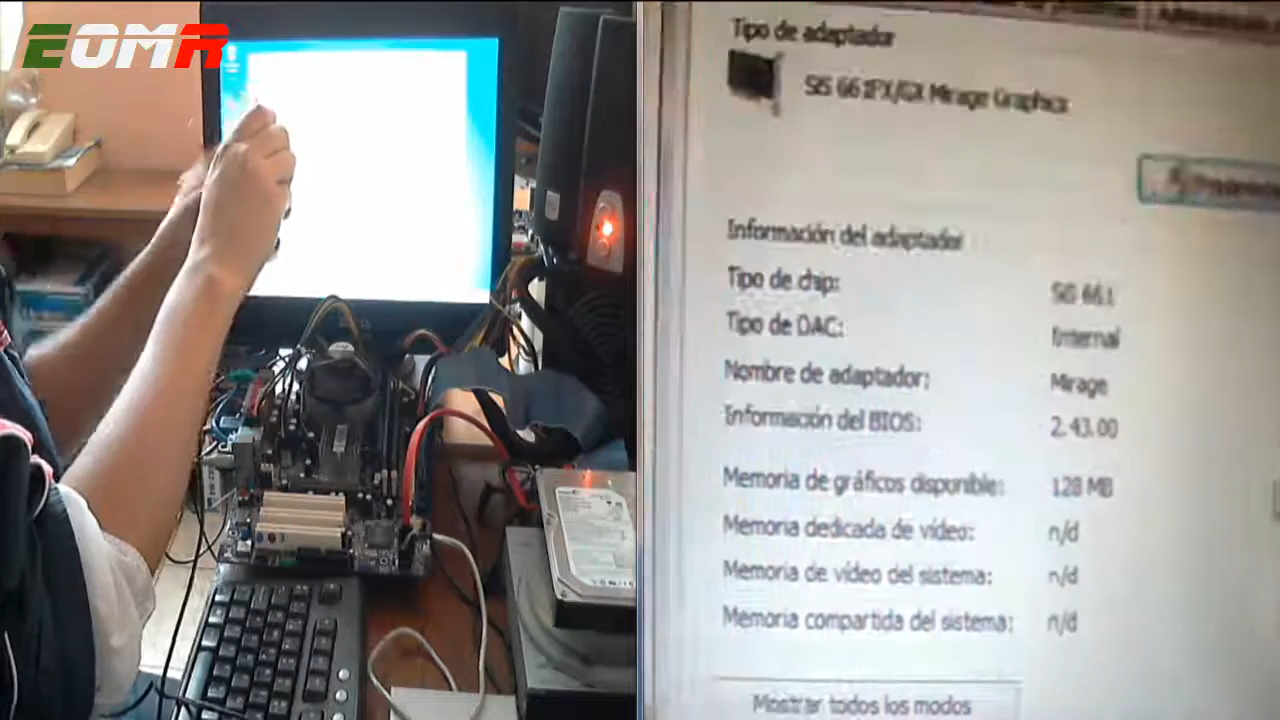 EOMR
Tipo de adaptador
SiS 661FX/GX Mirage Graphics
Información del adaptador
Tipo de chip: SiS 661
Tipo de DAC: Internal
Nombre de adaptador: Mirage
Información del BIOS: 2.43.00
Memoria de gráficos disponible: 128 MB
Memoria dedicada de vídeo: n/d
Memoria de vídeo del sistema: n/d
Memoria compartida del sistema: n/d
Mostrar todos los modos